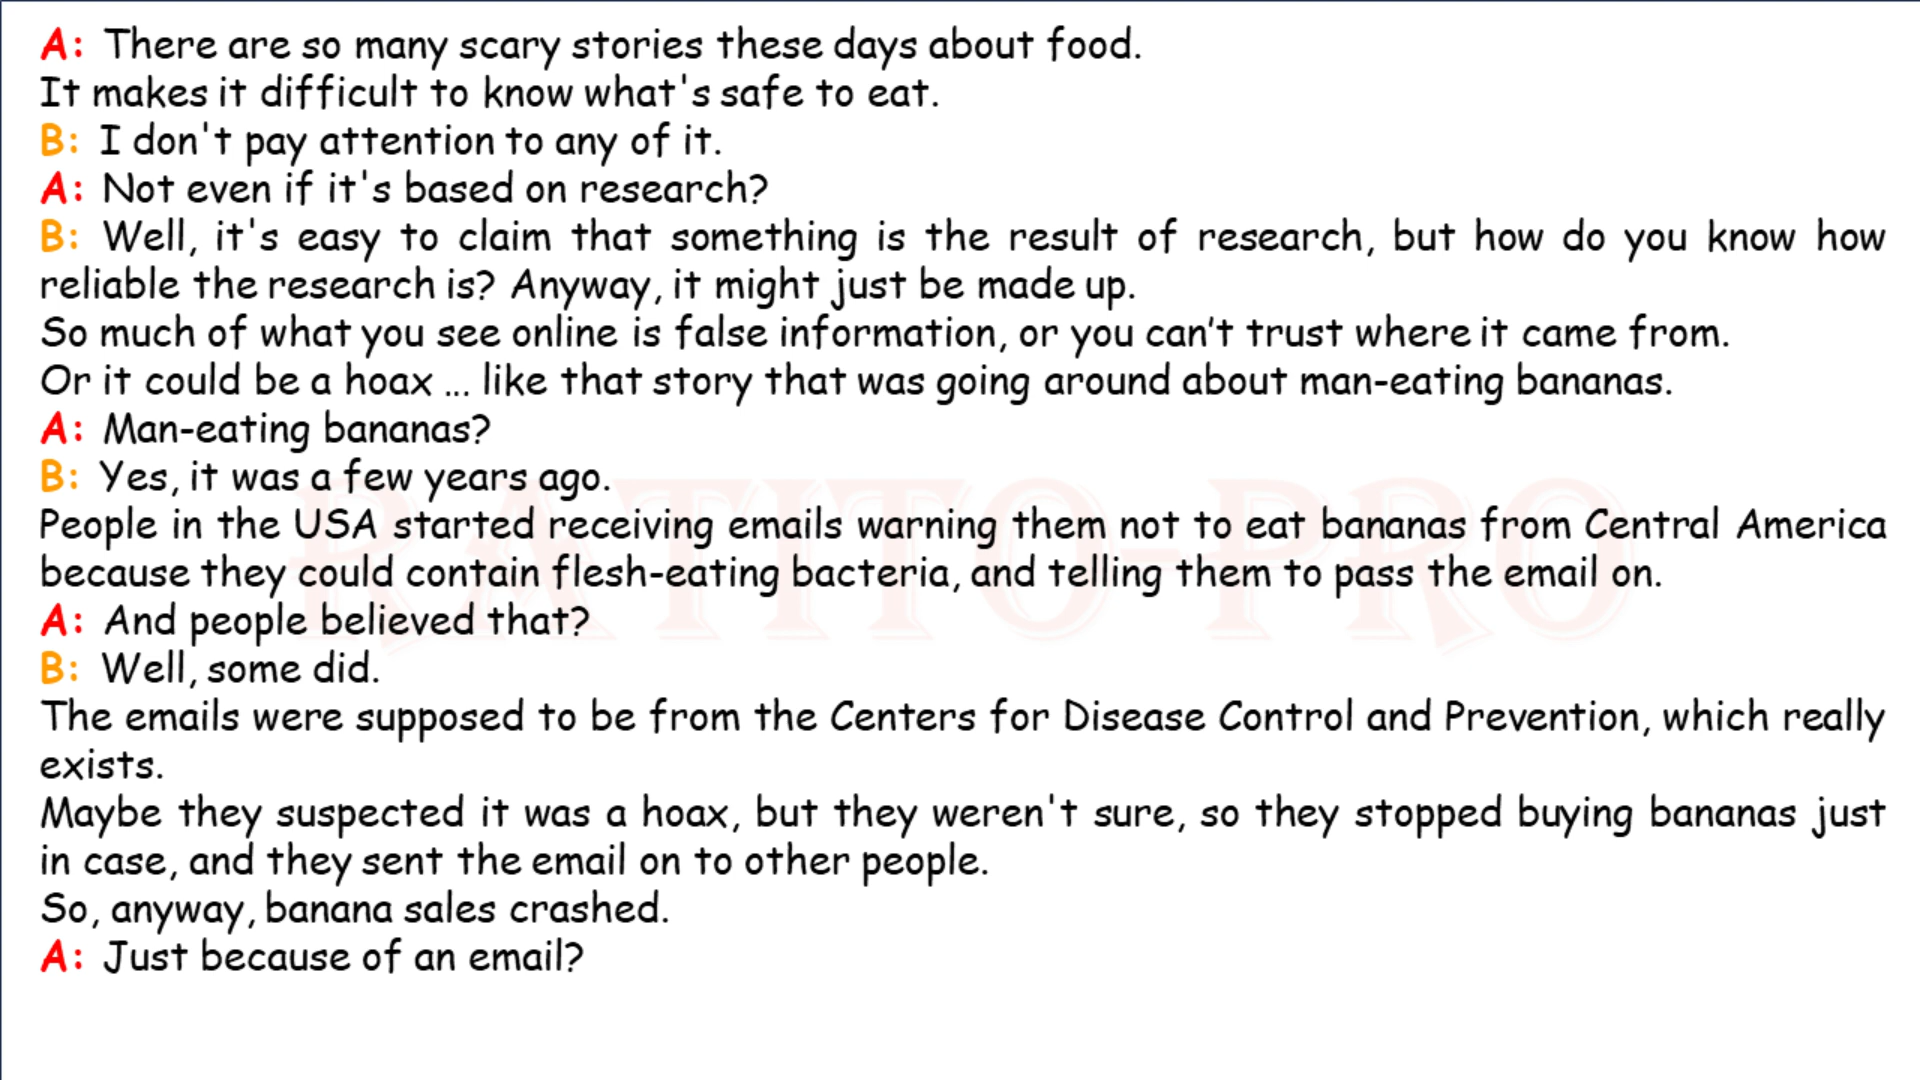 A: There are so many scary stories these days about food.
It makes it difficult to know what's safe to eat.
B: I don't pay attention to any of it.
A: Not even if it's based on research?
B: Well, it's easy to claim that something is the result of research, but how do you know how
reliable the research is? Anyway, it might just be made up.
So much of what you see online is false information, or you can’t trust where it came from.
Or it could be a hoax ... like that story that was going around about man-eating bananas.
A: Man-eating bananas?
B: Yes, it was a few years ago.
RATITO-PRO
People in the USA started receiving emails warning them not to eat bananas from Central America
because they could contain flesh-eating bacteria, and telling them to pass the email on.
A: And people believed that?
B: Well, some did.
The emails were supposed to be from the Centers for Disease Control and Prevention, which really
exists.
Maybe they suspected it was a hoax, but they weren't sure, so they stopped buying bananas just
in case, and they sent the email on to other people.
So, anyway, banana sales crashed.
A: Just because of an email?